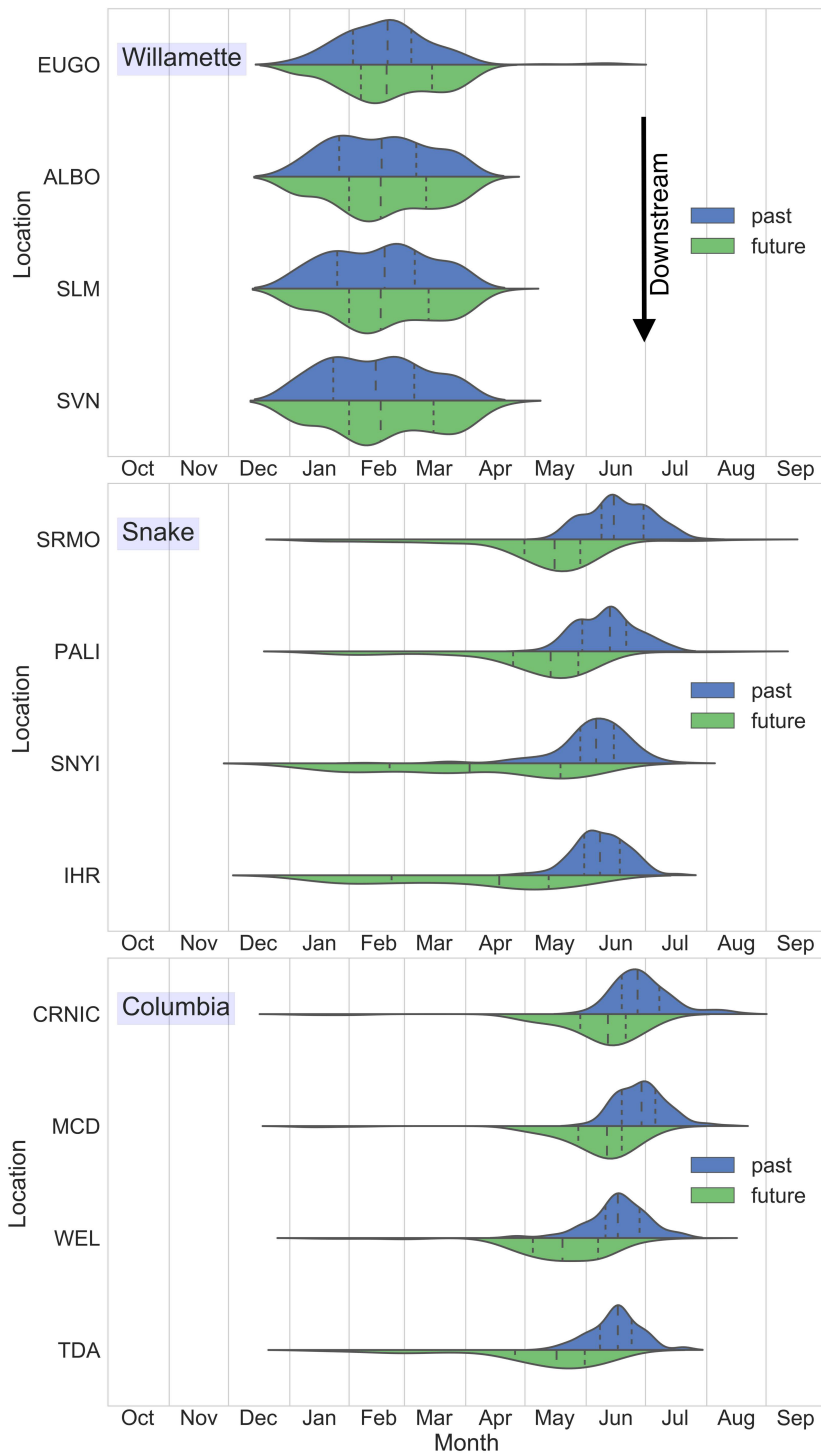 Willamette
EUGO
ALBO
SLM
SVN
Location
Downstream
past
future
Oct Nov Dec Jan Feb Mar Apr May Jun Jul Aug Sep
Snake
SRMO
PALI
SNYI
IHR
Location
past
future
Oct Nov Dec Jan Feb Mar Apr May Jun Jul Aug Sep
Columbia
CRNIC
MCD
WEL
TDA
Location
past
future
Oct Nov Dec Jan Feb Mar Apr May Jun Jul Aug Sep
Month